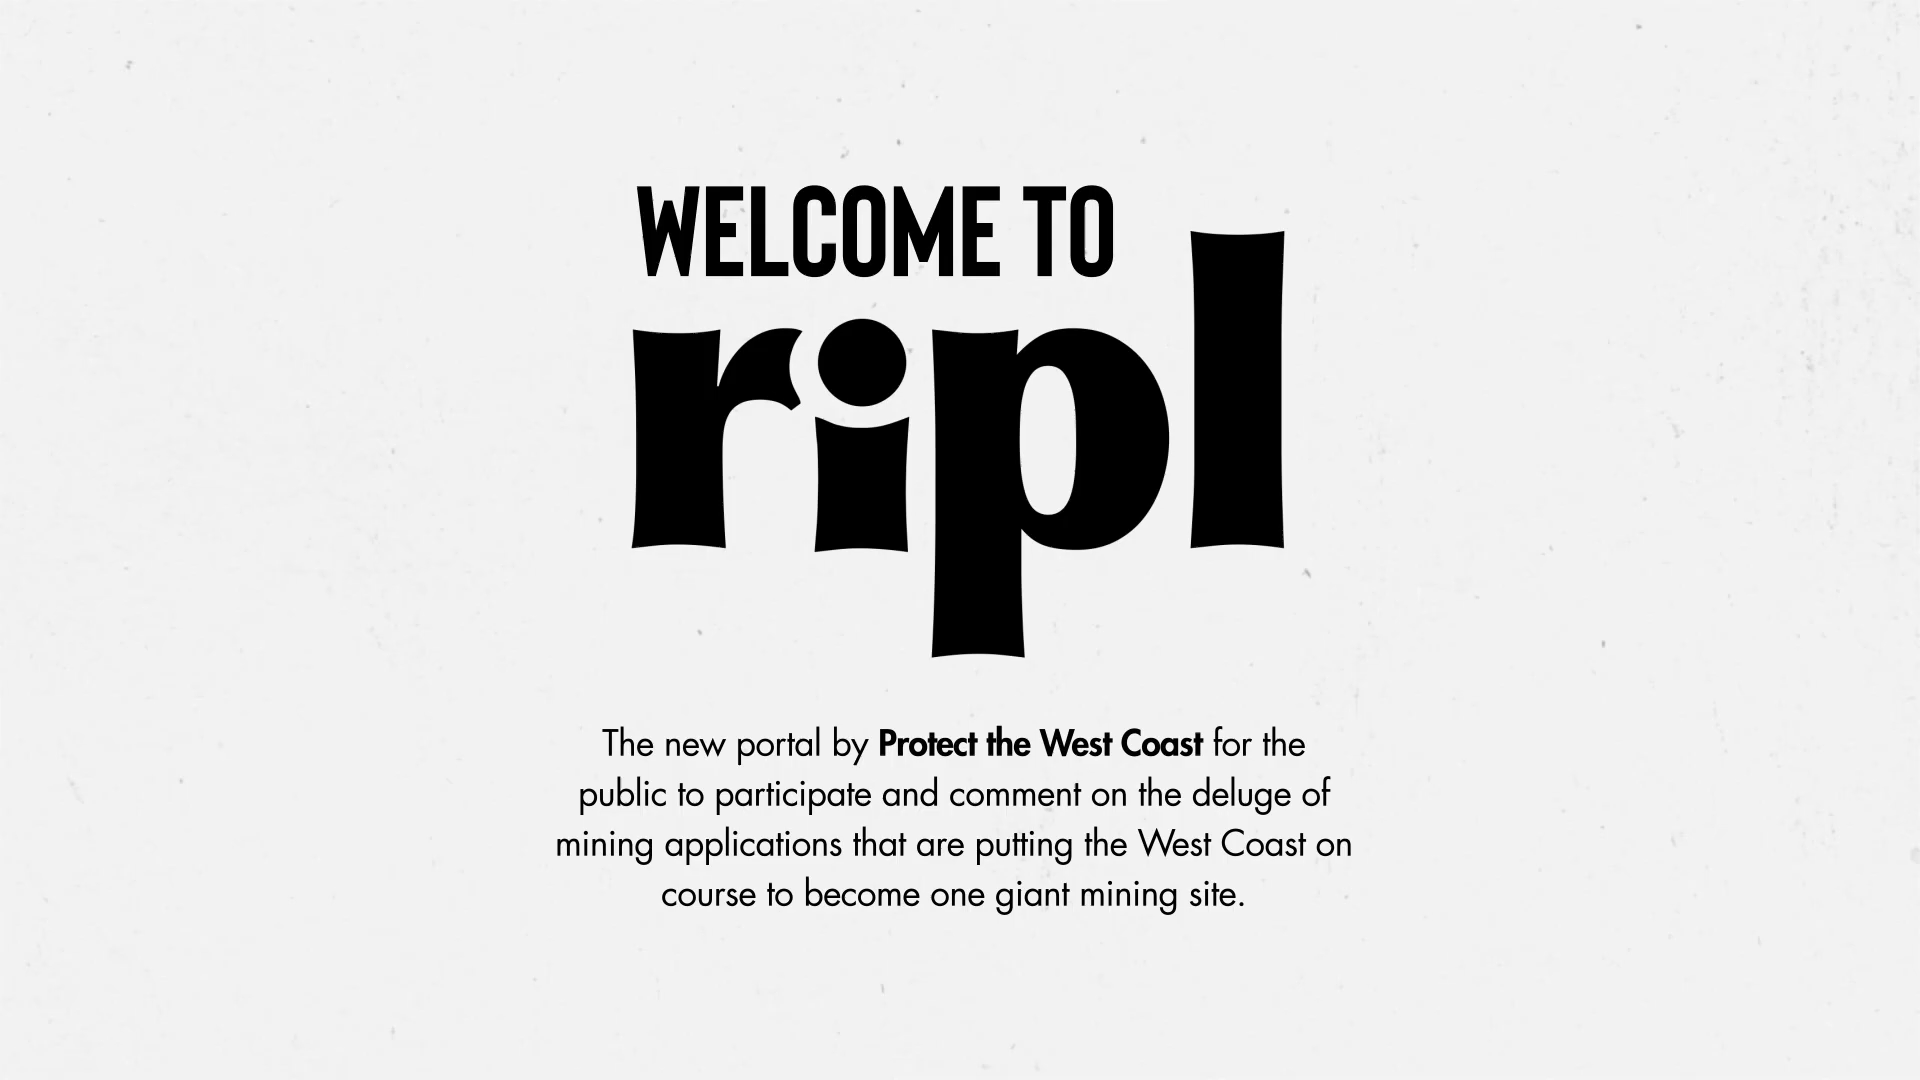 WELCOME TO
ripl
The new portal by Protect the West Coast for the
public to participate and comment on the deluge of
mining applications that are putting the West Coast on
course to become one giant mining site.